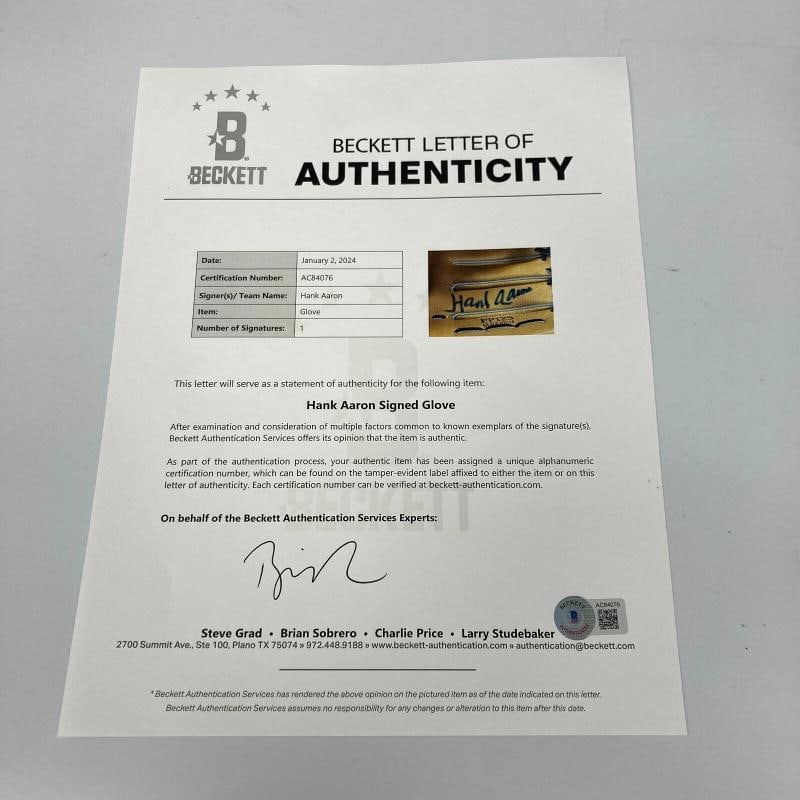 B
BECKETT
BECKETT LETTER OF
AUTHENTICITY
Date: January 2, 2024
Certification Number: AC84076
Signer(s)/ Team Name: Hank Aaron
Item: Glove
Number of Signatures: 1
Hank Aaron
This letter will serve as a statement of authenticity for the following item:
Hank Aaron Signed Glove
After examination and consideration of multiple factors common to known exemplars of the signature(s),
Beckett Authentication Services offers its opinion that the item is authentic.
As part of the authentication process, your authentic item has been assigned a unique alphanumeric
certification number, which can be found on the tamper-evident label affixed to either the item or on this
letter of authenticity. Each certification number can be verified at beckett-authentication.com.
BECKETT
On behalf of the Beckett Authentication Services Experts:
BECKETT
AC84076
Steve Grad • Brian Sobrero • Charlie Price • Larry Studebaker
2700 Summit Ave., Ste 100, Plano TX 75074 » 972.448.9188 » www.beckett-authentication.com » authentication@beckett.com
*Beckett Authentication Services has rendered the above opinion on the pictured item as of the date indicated on this letter.
Beckett Authentication Services assumes no responsibility for any changes or alteration to this item after this date.